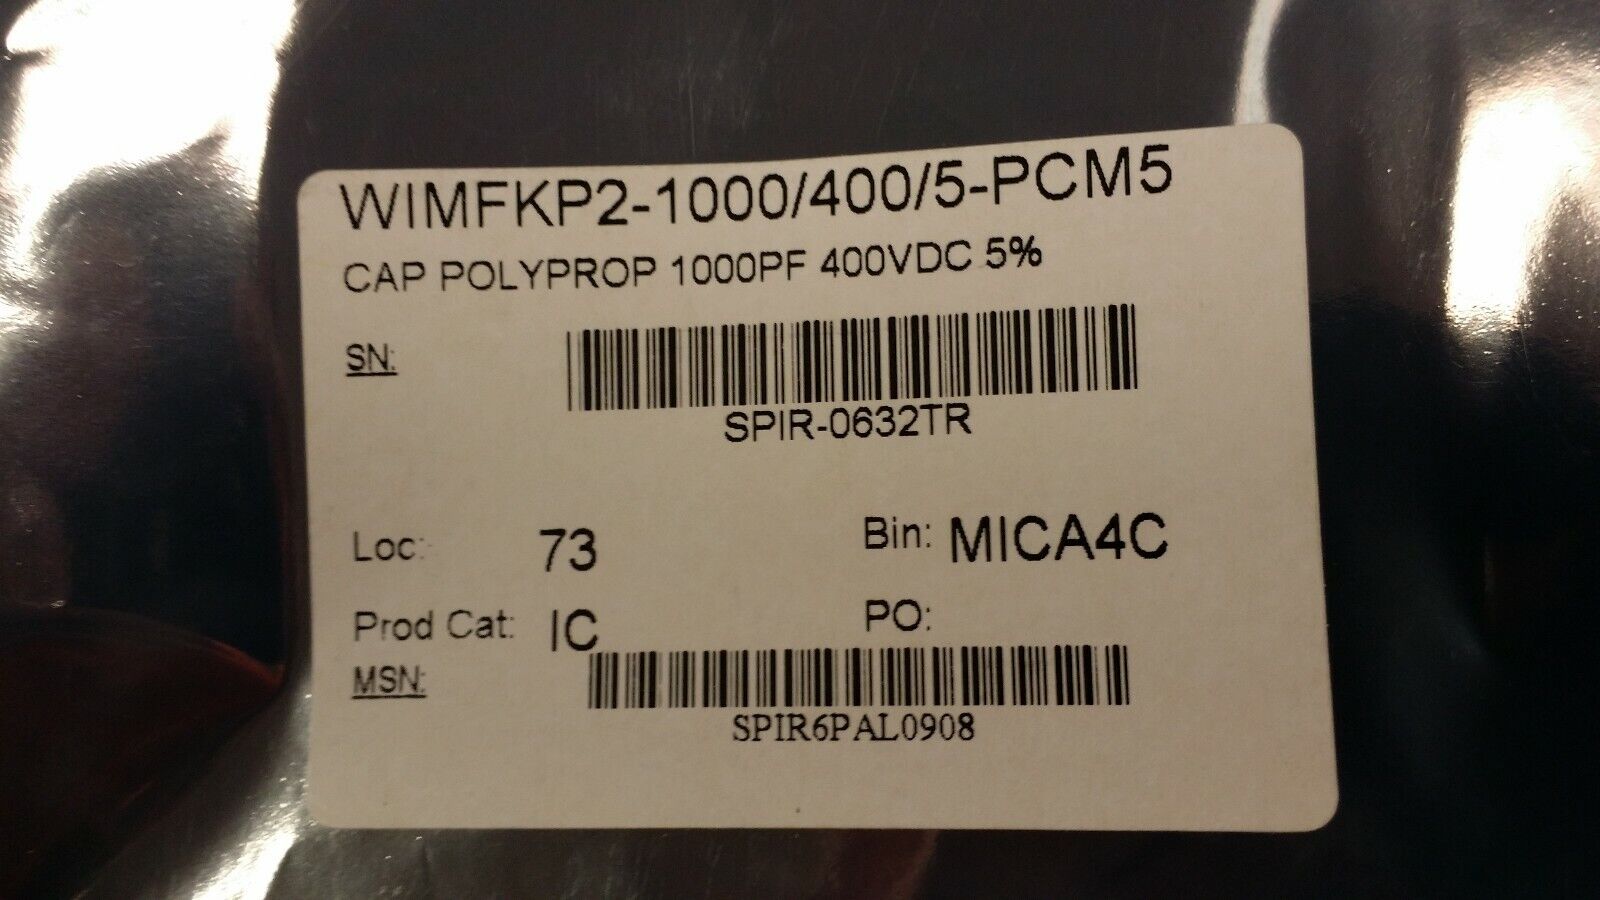 WIMFKP2-1000/400/5-PCM5
CAP POLYPROP 1000PF 400VDC 5%
SN:
SPIR-0632TR
Loc: 73 Bin: MICA4C
Prod Cat: IC PO:
MSN:
SPIR6PAL0908